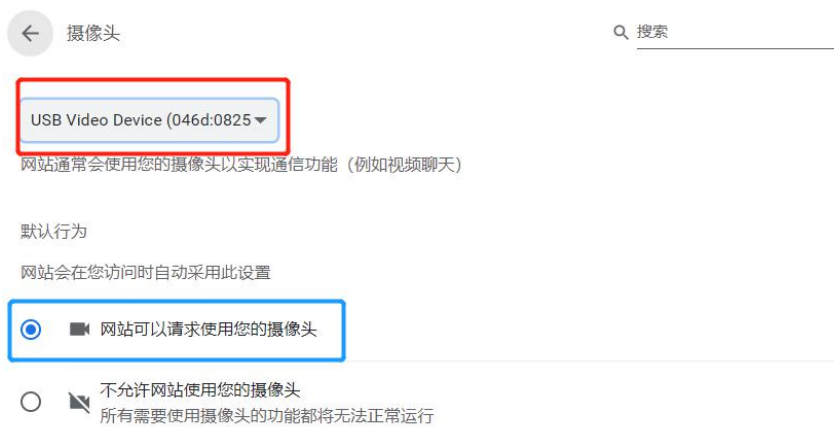 摄像头
搜索
USB Video Device (046d:0825
网站通常会使用您的摄像头以实现通信功能（例如视频聊天）
默认行为
网站会在您访问时自动采用此设置
网站可以请求使用您的摄像头
不允许网站使用您的摄像头
所有需要使用摄像头的功能都将无法正常运行